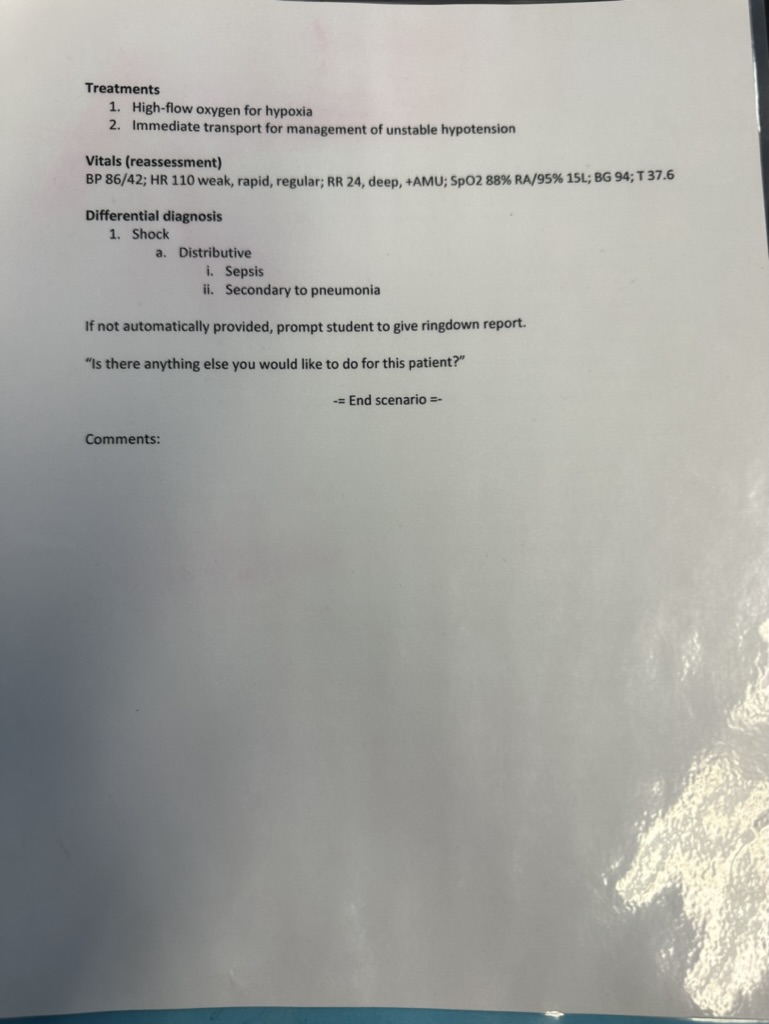 Treatments
1. High-flow oxygen for hypoxia
2. Immediate transport for management of unstable hypotension
Vitals (reassessment)
BP 86/42; HR 110 weak, rapid, regular; RR 24, deep, +AMU; SpO2 88% RA/95% 15L; BG 94; T 37.6
Differential diagnosis
1. Shock
a. Distributive
i. Sepsis
ii. Secondary to pneumonia
If not automatically provided, prompt student to give ringdown report.
“Is there anything else you would like to do for this patient?”
-= End scenario =-
Comments: